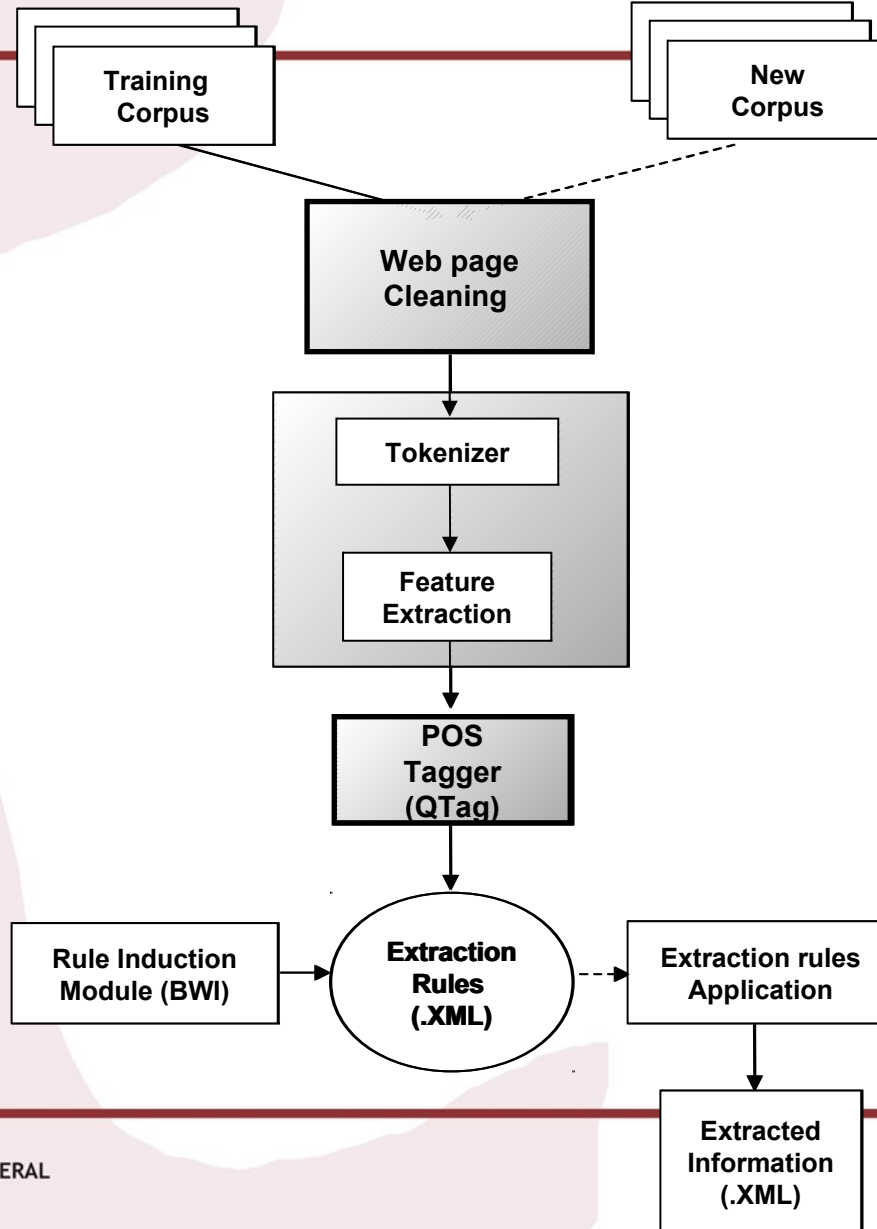 Training
Corpus
New
Corpus
Web page
Cleaning
Tokenizer
Feature
Extraction
POS
Tagger
(QTag)
Rule Induction
Module (BWI)
Extraction
Rules
(.XML)
Extraction rules
Application
Extracted
Information
(.XML)
ERAL